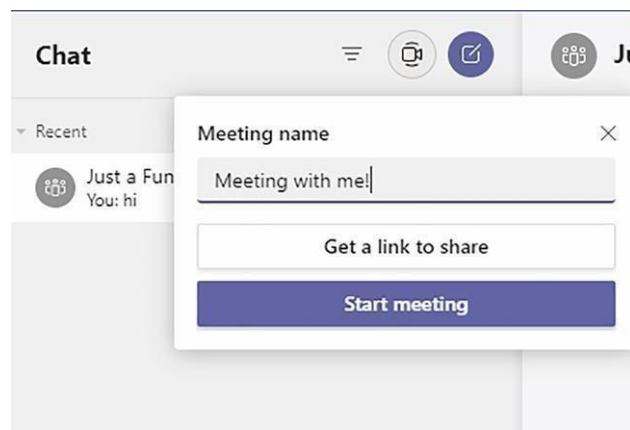 Chat
Recent
Just a Fun
You: hi
Meeting name
Meeting with me!
Get a link to share
Start meeting